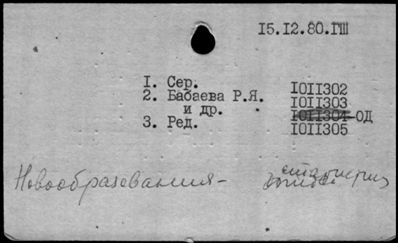 15.12.80.ГШ
1. Сер. 1011302
2. Бабаева Р.Я. 1011303
и др. 1011304-ОД
3. Ред. 1011305
Новообразования-